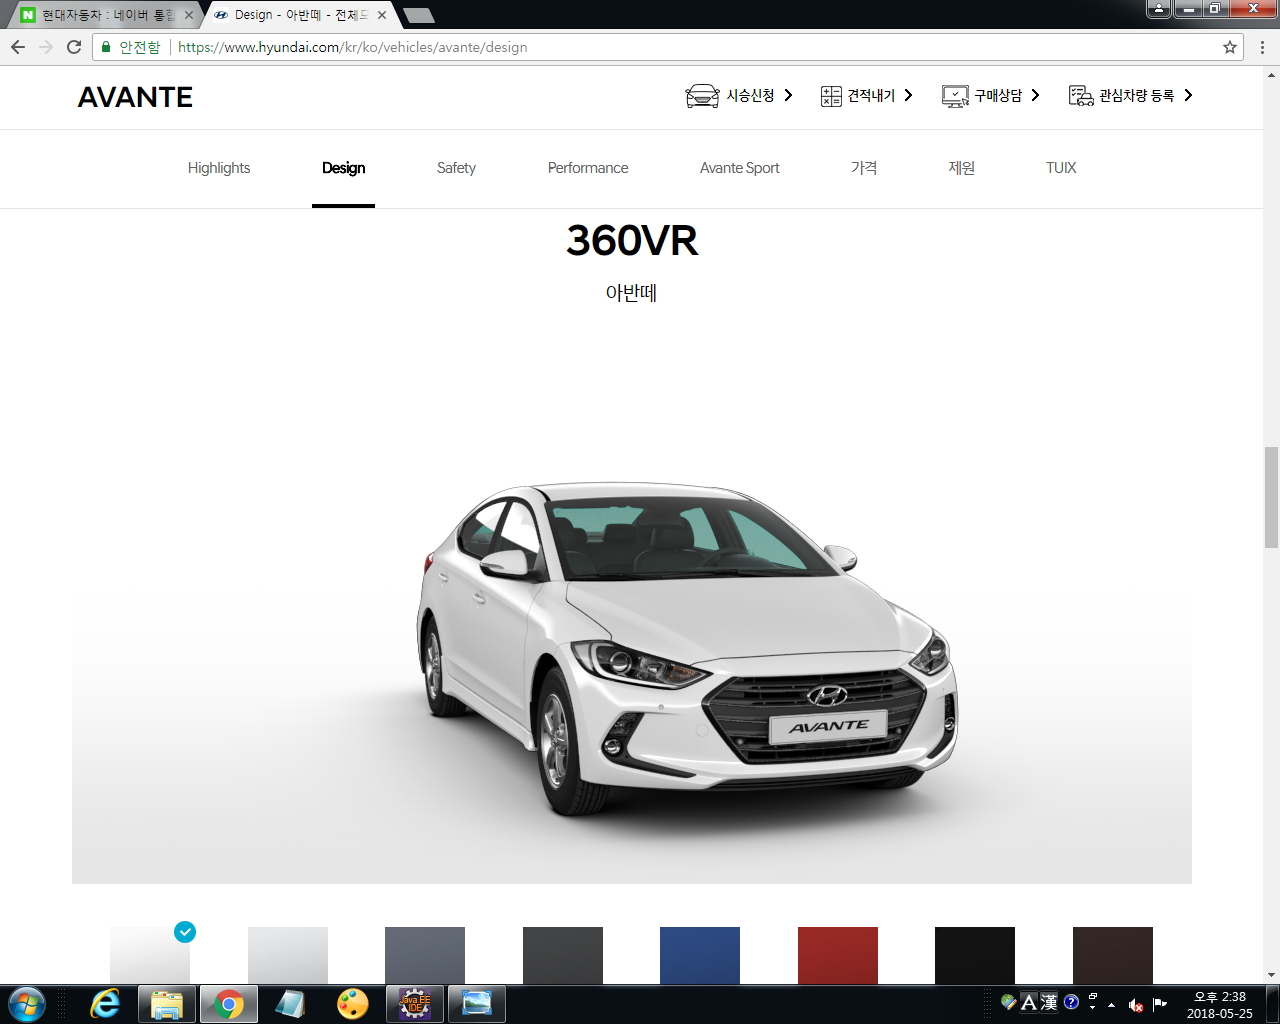 현대자동차 : 네이버 통합
Design - 아반떼 - 전체모
안전함
https://www.hyundai.com/kr/ko/vehicles/avante/design
AVANTE
시승신청
견적내기
구매상담
관심차량 등록
Highlights
Design
Safety
Performance
Avante Sport
가격
제원
TUIX
360VR
아반떼
AVANTE
Java EE
IDE
A 漢
오후 2:38
2018-05-25